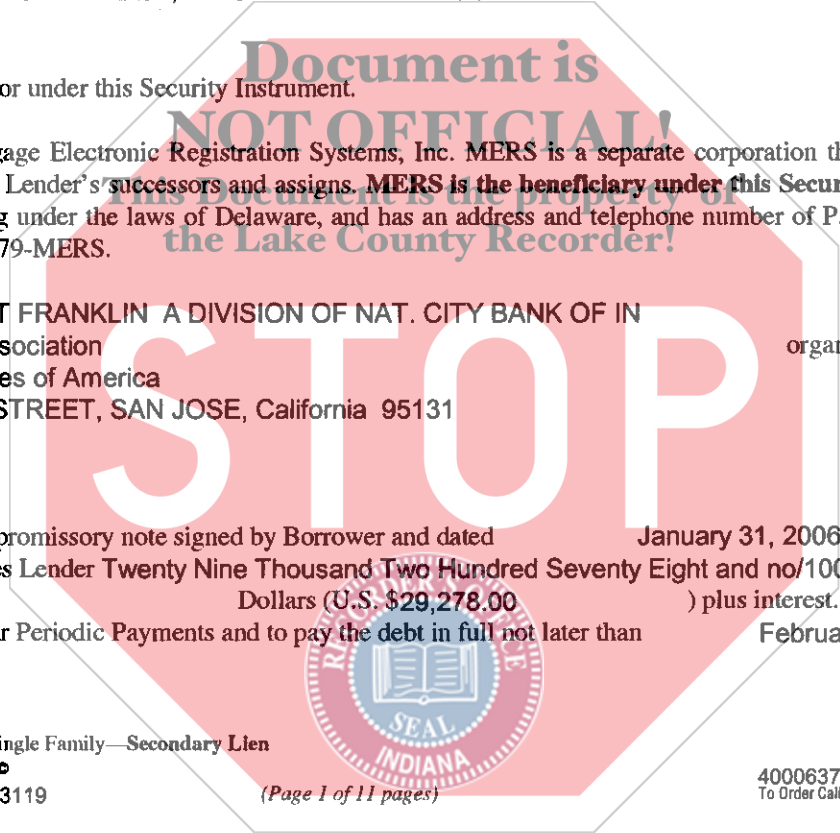 Document is
or under this Security Instrument.
NOT OFFICIAL!
gage Electronic Registration Systems, Inc. MERS is a separate corporation th
Lender's successors and assigns. MERS is the beneficiary under this Secur
This Document is the property of
g under the laws of Delaware, and has an address and telephone number of P.
the Lake County Recorder!
79-MERS.
T FRANKLIN A DIVISION OF NAT. CITY BANK OF IN
sociation organ
es of America
STREET, SAN JOSE, California 95131
STOP
promissory note signed by Borrower and dated January 31, 2006
es Lender Twenty Nine Thousand Two Hundred Seventy Eight and no/100
Dollars (U.S. $29,278.00 ) plus interest.
r Periodic Payments and to pay the debt in full not later than Februa
RECORDER'S OFFICE
SEAL
INDIANA
ingle Family—Secondary Lien
3119 (Page 1 of 11 pages) 4000637
To Order Call